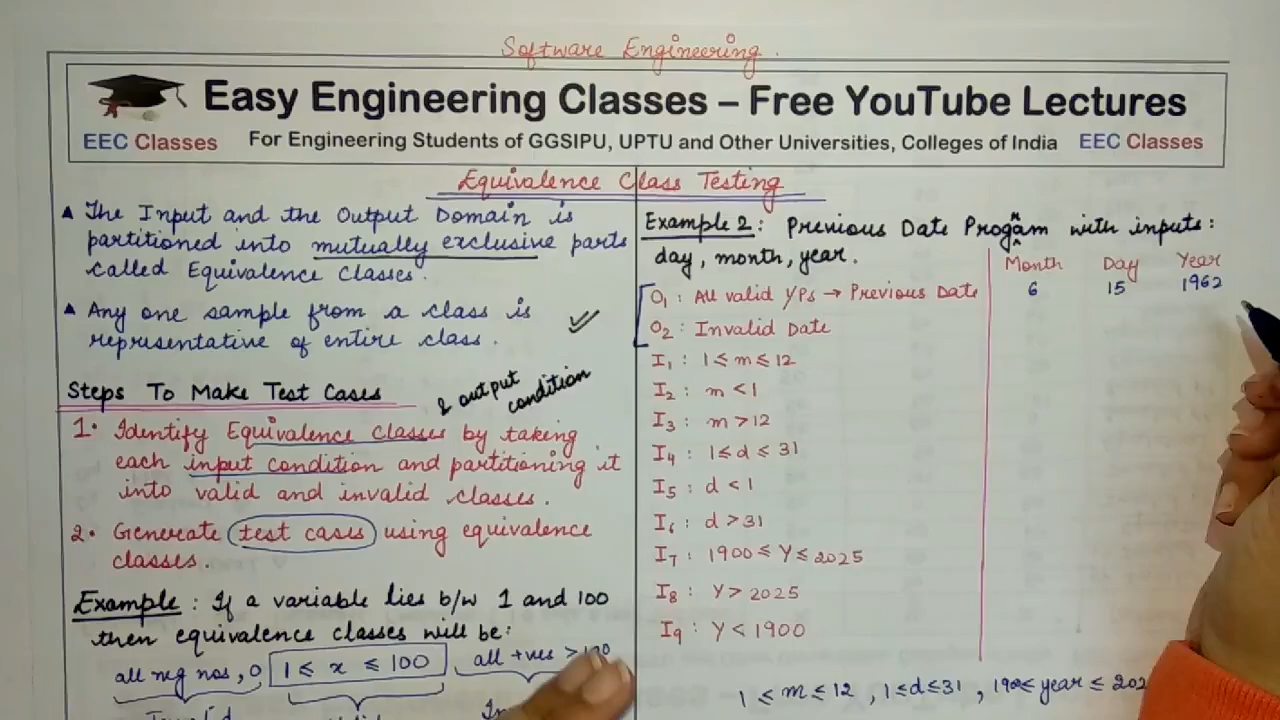 Software Engineering.
Easy Engineering Classes – Free YouTube Lectures
EEC Classes For Engineering Students of GGSIPU, UPTU and Other Universities, Colleges of India EEC Classes
Equivalence Class Testing
▲ The Input and the Output Domain is
partitioned into mutually exclusive parts
called Equivalence Classes.
▲ Any one sample from a class is
representative of entire class.
Steps To Make Test Cases
& output
condition
1. Identify Equivalence classes by taking
each input condition and partitioning it
into valid and invalid classes.
2. Generate test cases using equivalence
classes.
Example: If a variable lies b/w 1 and 100
then equivalence classes will be:
all neg nos, 0 1 ≤ x ≤ 100 all +ves >
Example 2: Previous Date Progam with inputs:
day, month, year.
Month Day Year
6 15 1962
O1: All valid I/Ps → Previous Date
O2: Invalid Date
I1: 1 ≤ m ≤ 12
I2: m < 1
I3: m > 12
I4: 1 ≤ d ≤ 31
I5: d < 1
I6: d > 31
I7: 1900 ≤ Y ≤ 2025
I8: Y > 2025
I9: Y < 1900
1 ≤ m ≤ 12, 1 ≤ d ≤ 31, 1900 ≤ year ≤ 202